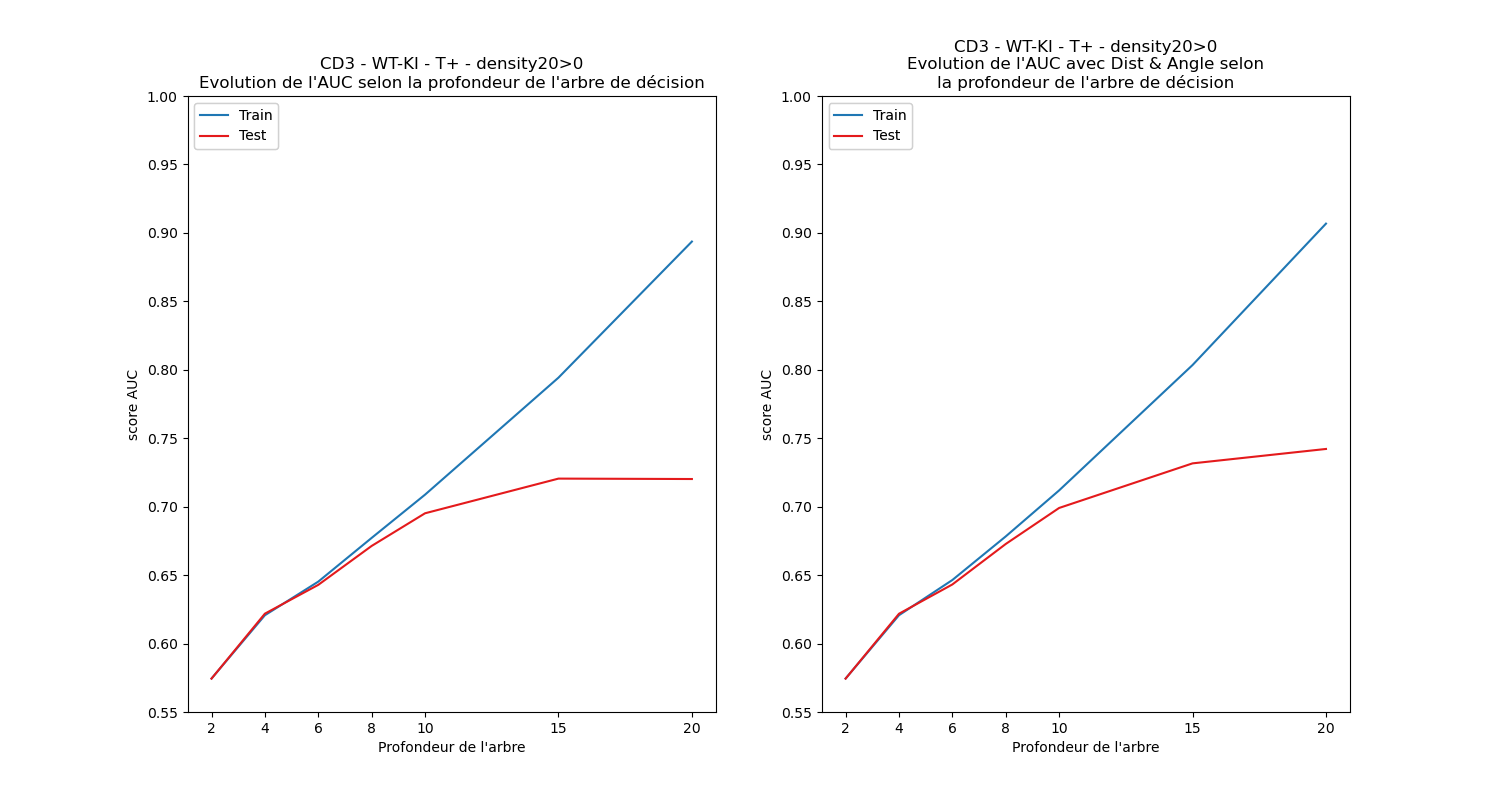 CD3 - WT-KI - T+ - density20>0
Evolution de l'AUC selon la profondeur de l'arbre de décision
Train
Test
1.00
0.95
0.90
0.85
0.80
0.75
0.70
0.65
0.60
0.55
score AUC
2 4 6 8 10 15 20
Profondeur de l'arbre
CD3 - WT-KI - T+ - density20>0
Evolution de l'AUC avec Dist & Angle selon
la profondeur de l'arbre de décision
Train
Test
1.00
0.95
0.90
0.85
0.80
0.75
0.70
0.65
0.60
0.55
score AUC
2 4 6 8 10 15 20
Profondeur de l'arbre